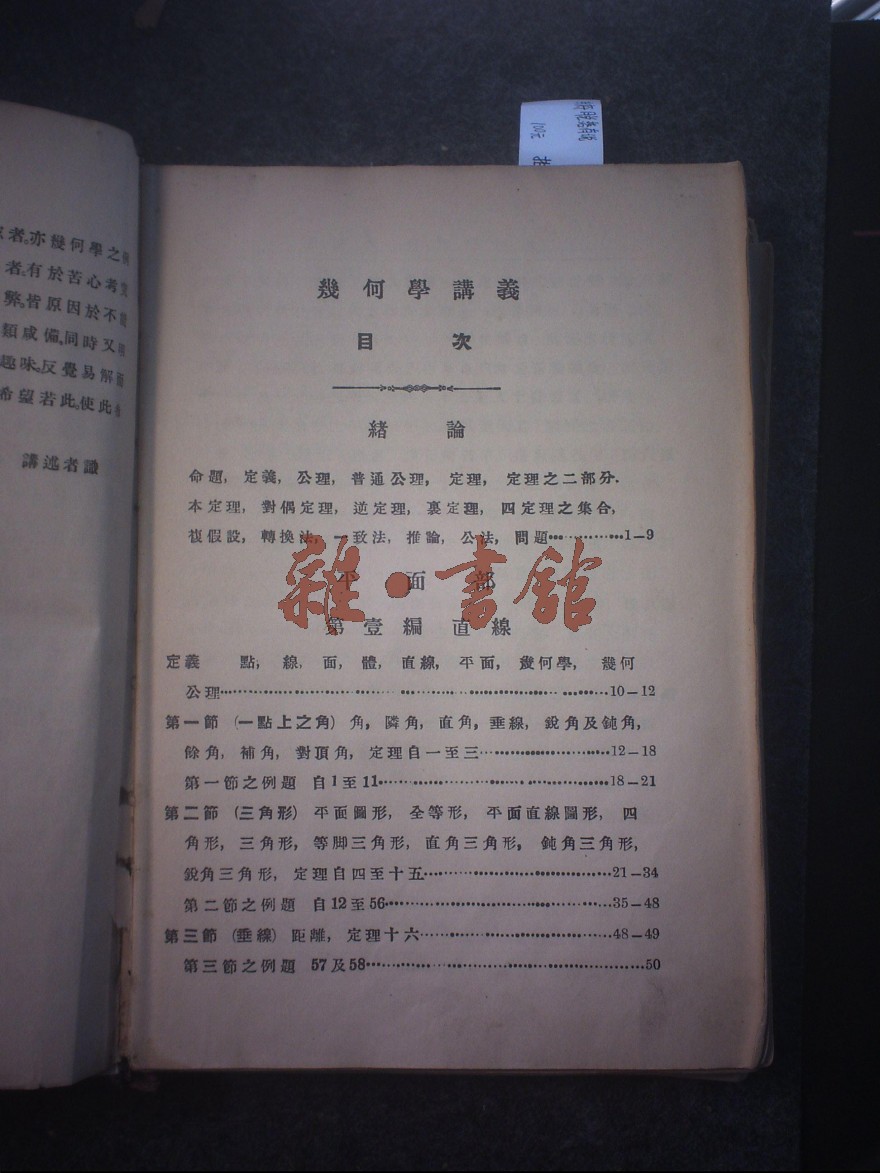 者。亦幾何學之
者。有於苦心考
弊。皆原因於不
類咸備。同時又
趣味。反覺易解
希望若此。使此
講述者識
100元
幾何學講義
目 次
緒 論
命題, 定義, 公理, 普通公理, 定理, 定理之二部分.
本定理, 對偶定理, 逆定理, 裏定理, 四定理之集合,
複假設, 轉換法, 一致法, 推論, 公法, 問題……………1—9
平 面 部
雜·書館
第壹編 直線
定義 點, 線, 面, 體, 直線, 平面, 幾何學, 幾何
公理……………10—12
第一節 (一點上之角) 角, 隣角, 直角, 垂線, 銳角及鈍角,
餘角, 補角, 對頂角, 定理自一至三……………12—18
第一節之例題 自1至11……………18—21
第二節 (三角形) 平面圖形, 全等形, 平面直線圖形, 四
角形, 三角形, 等脚三角形, 直角三角形, 鈍角三角形,
銳角三角形, 定理自四至十五……………21—34
第二節之例題 自12至56……………35—48
第三節 (垂線) 距離, 定理十六……………48—49
第三節之例題 57及58……………50